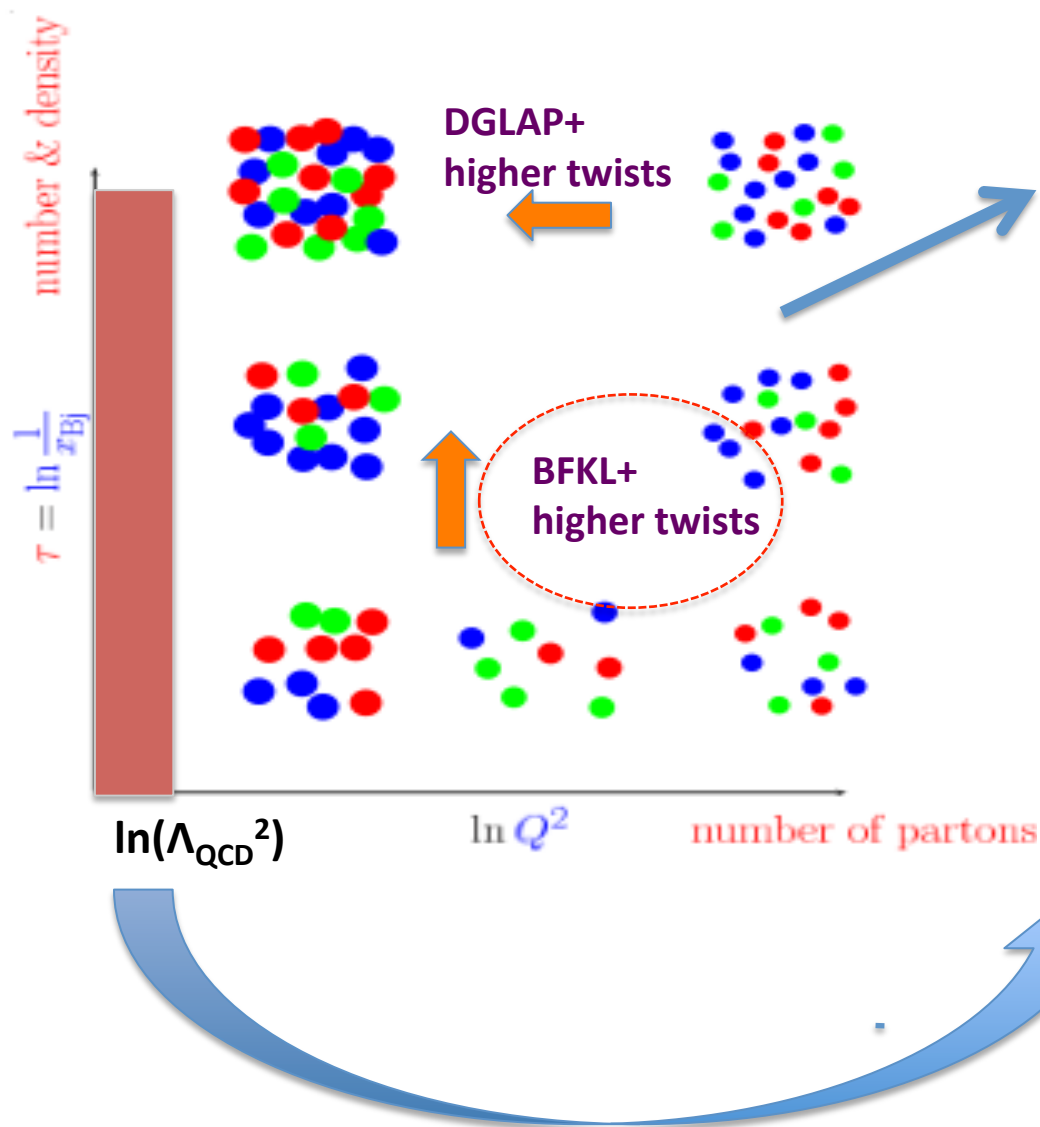 number & density
DGLAP+
higher twists
τ = ln 1/x_Bj
BFKL+
higher twists
ln(Λ_QCD²)
ln Q²
number of partons